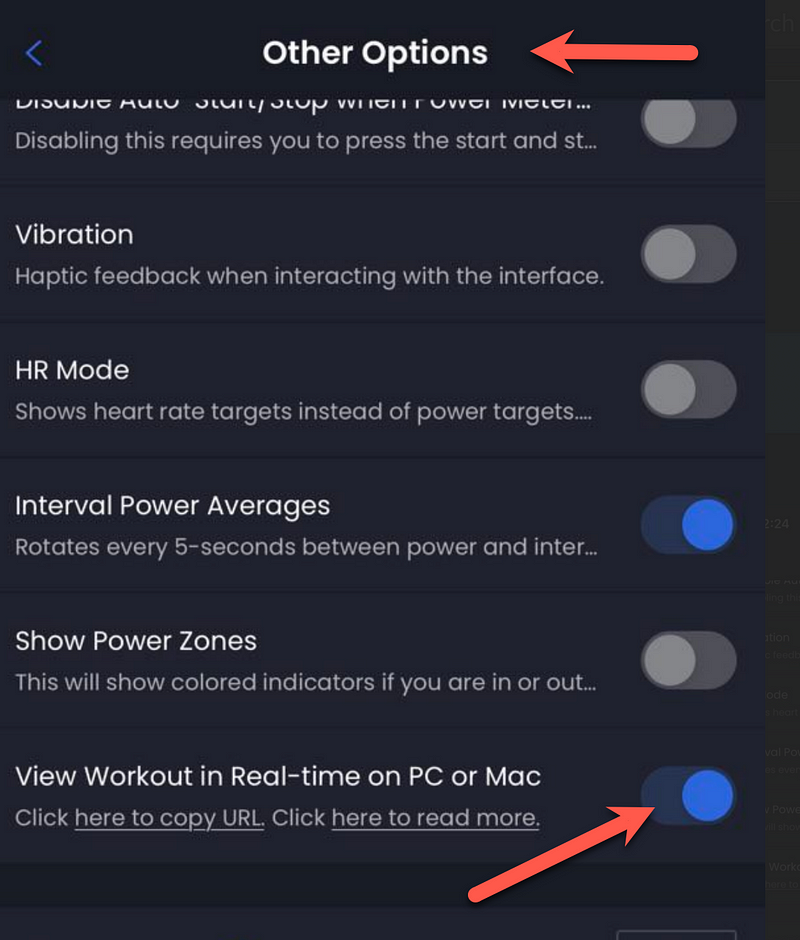 Other Options
Disable Auto Start/Stop when Power Meter...
Disabling this requires you to press the start and st...
Vibration
Haptic feedback when interacting with the interface.
HR Mode
Shows heart rate targets instead of power targets....
Interval Power Averages
Rotates every 5-seconds between power and inter...
Show Power Zones
This will show colored indicators if you are in or out...
View Workout in Real-time on PC or Mac
Click here to copy URL. Click here to read more.